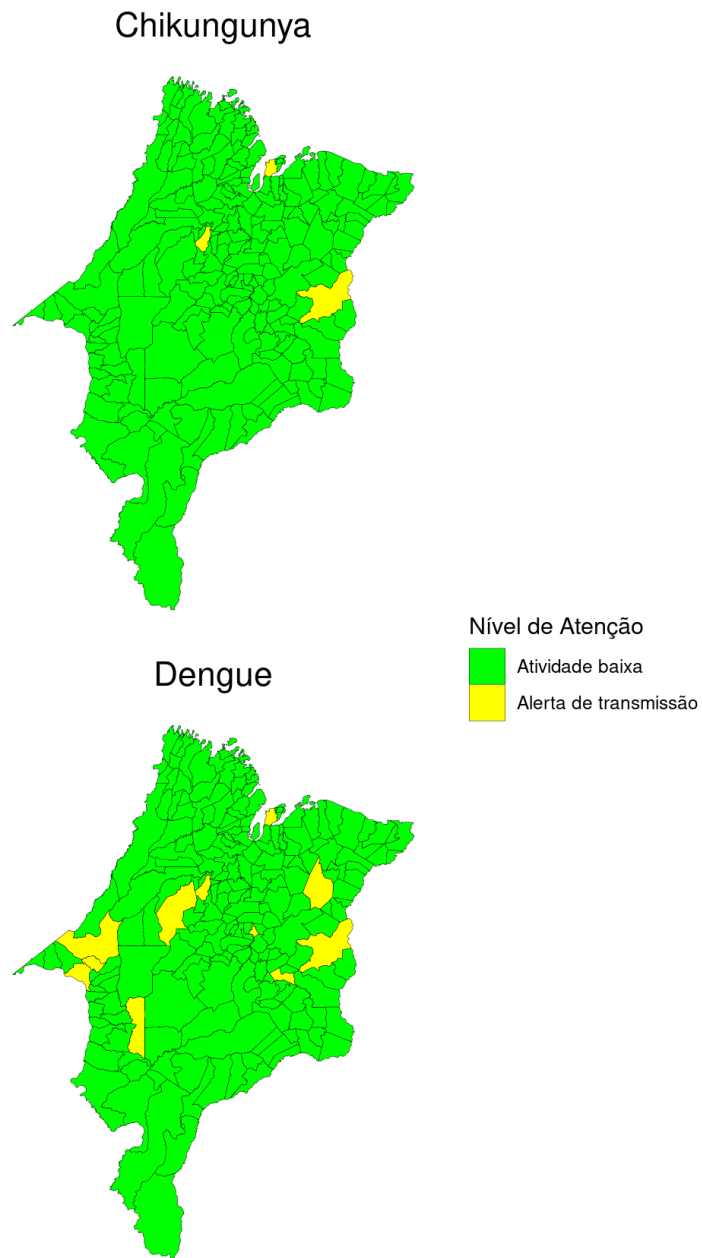 Chikungunya
Nível de Atenção
Atividade baixa
Alerta de transmissão
Dengue